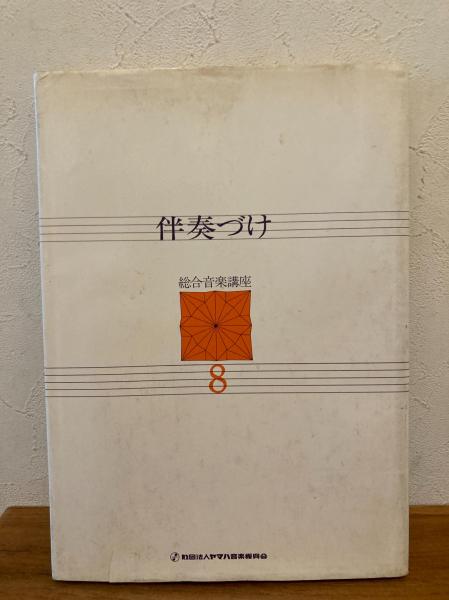 伴奏づけ
総合音楽講座
8
財団法人ヤマハ音楽振興会